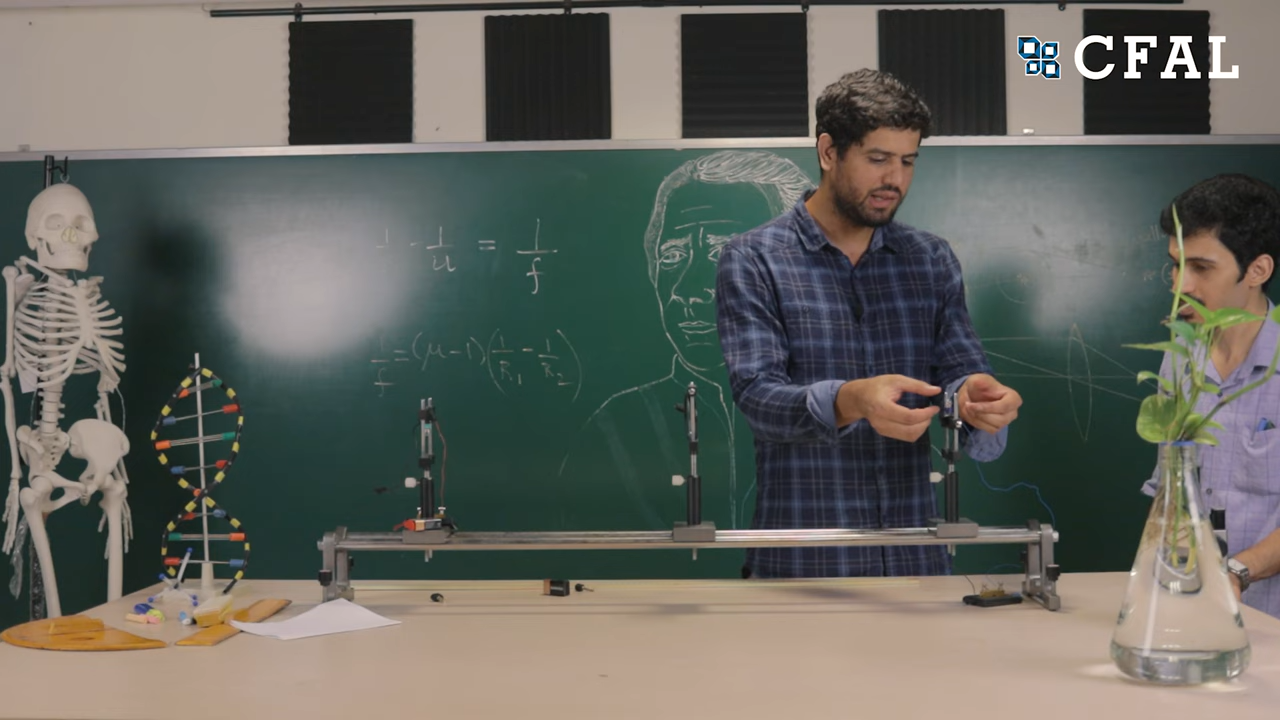 CFAL
1/v - 1/u = 1/f
1/f = (μ-1)(1/R₁ - 1/R₂)